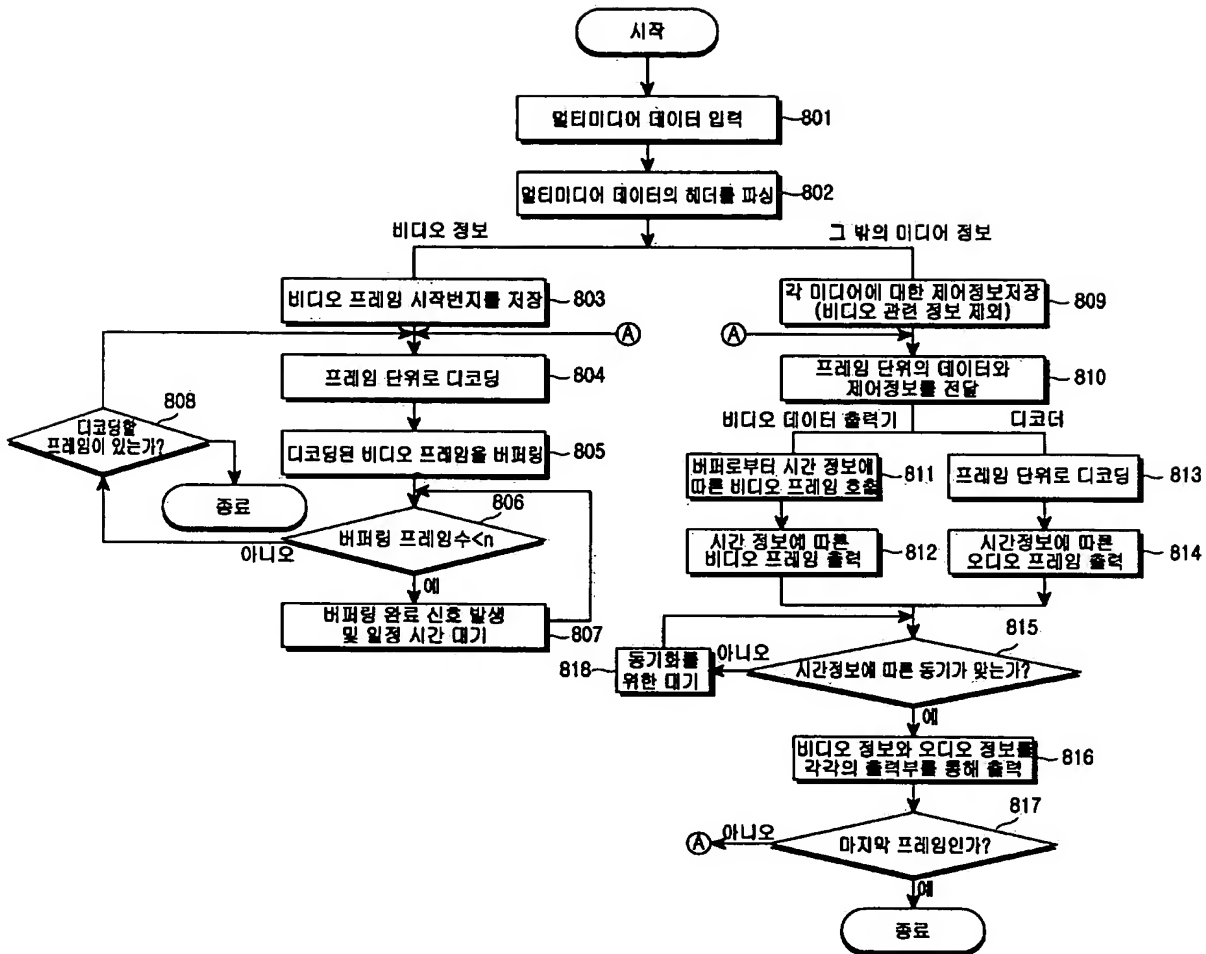 시작
멀티미디어 데이터 입력
801
멀티미디어 데이터의 헤더를 파싱
802
비디오 정보
그 밖의 미디어 정보
비디오 프레임 시작번지를 저장
803
각 미디어에 대한 제어정보저장
(비디오 관련 정보 제외)
809
A
A
프레임 단위로 디코딩
804
프레임 단위의 데이터와
제어정보를 전달
810
808
디코딩할
프레임이 있는가?
비디오 데이터 출력기
디코더
디코딩된 비디오 프레임을 버퍼링
805
버퍼로부터 시간 정보에
따른 비디오 프레임 호출
811
프레임 단위로 디코딩
813
종료
806
버퍼링 프레임수<n
아니오
예
시간 정보에 따른
비디오 프레임 출력
812
시간정보에 따른
오디오 프레임 출력
814
버퍼링 완료 신호 발생
및 일정 시간 대기
807
815
시간정보에 따른 동기가 맞는가?
아니오
818
동기화를
위한 대기
예
비디오 정보와 오디오 정보를
각각의 출력부를 통해 출력
816
817
마지막 프레임인가?
아니오
A
예
종료